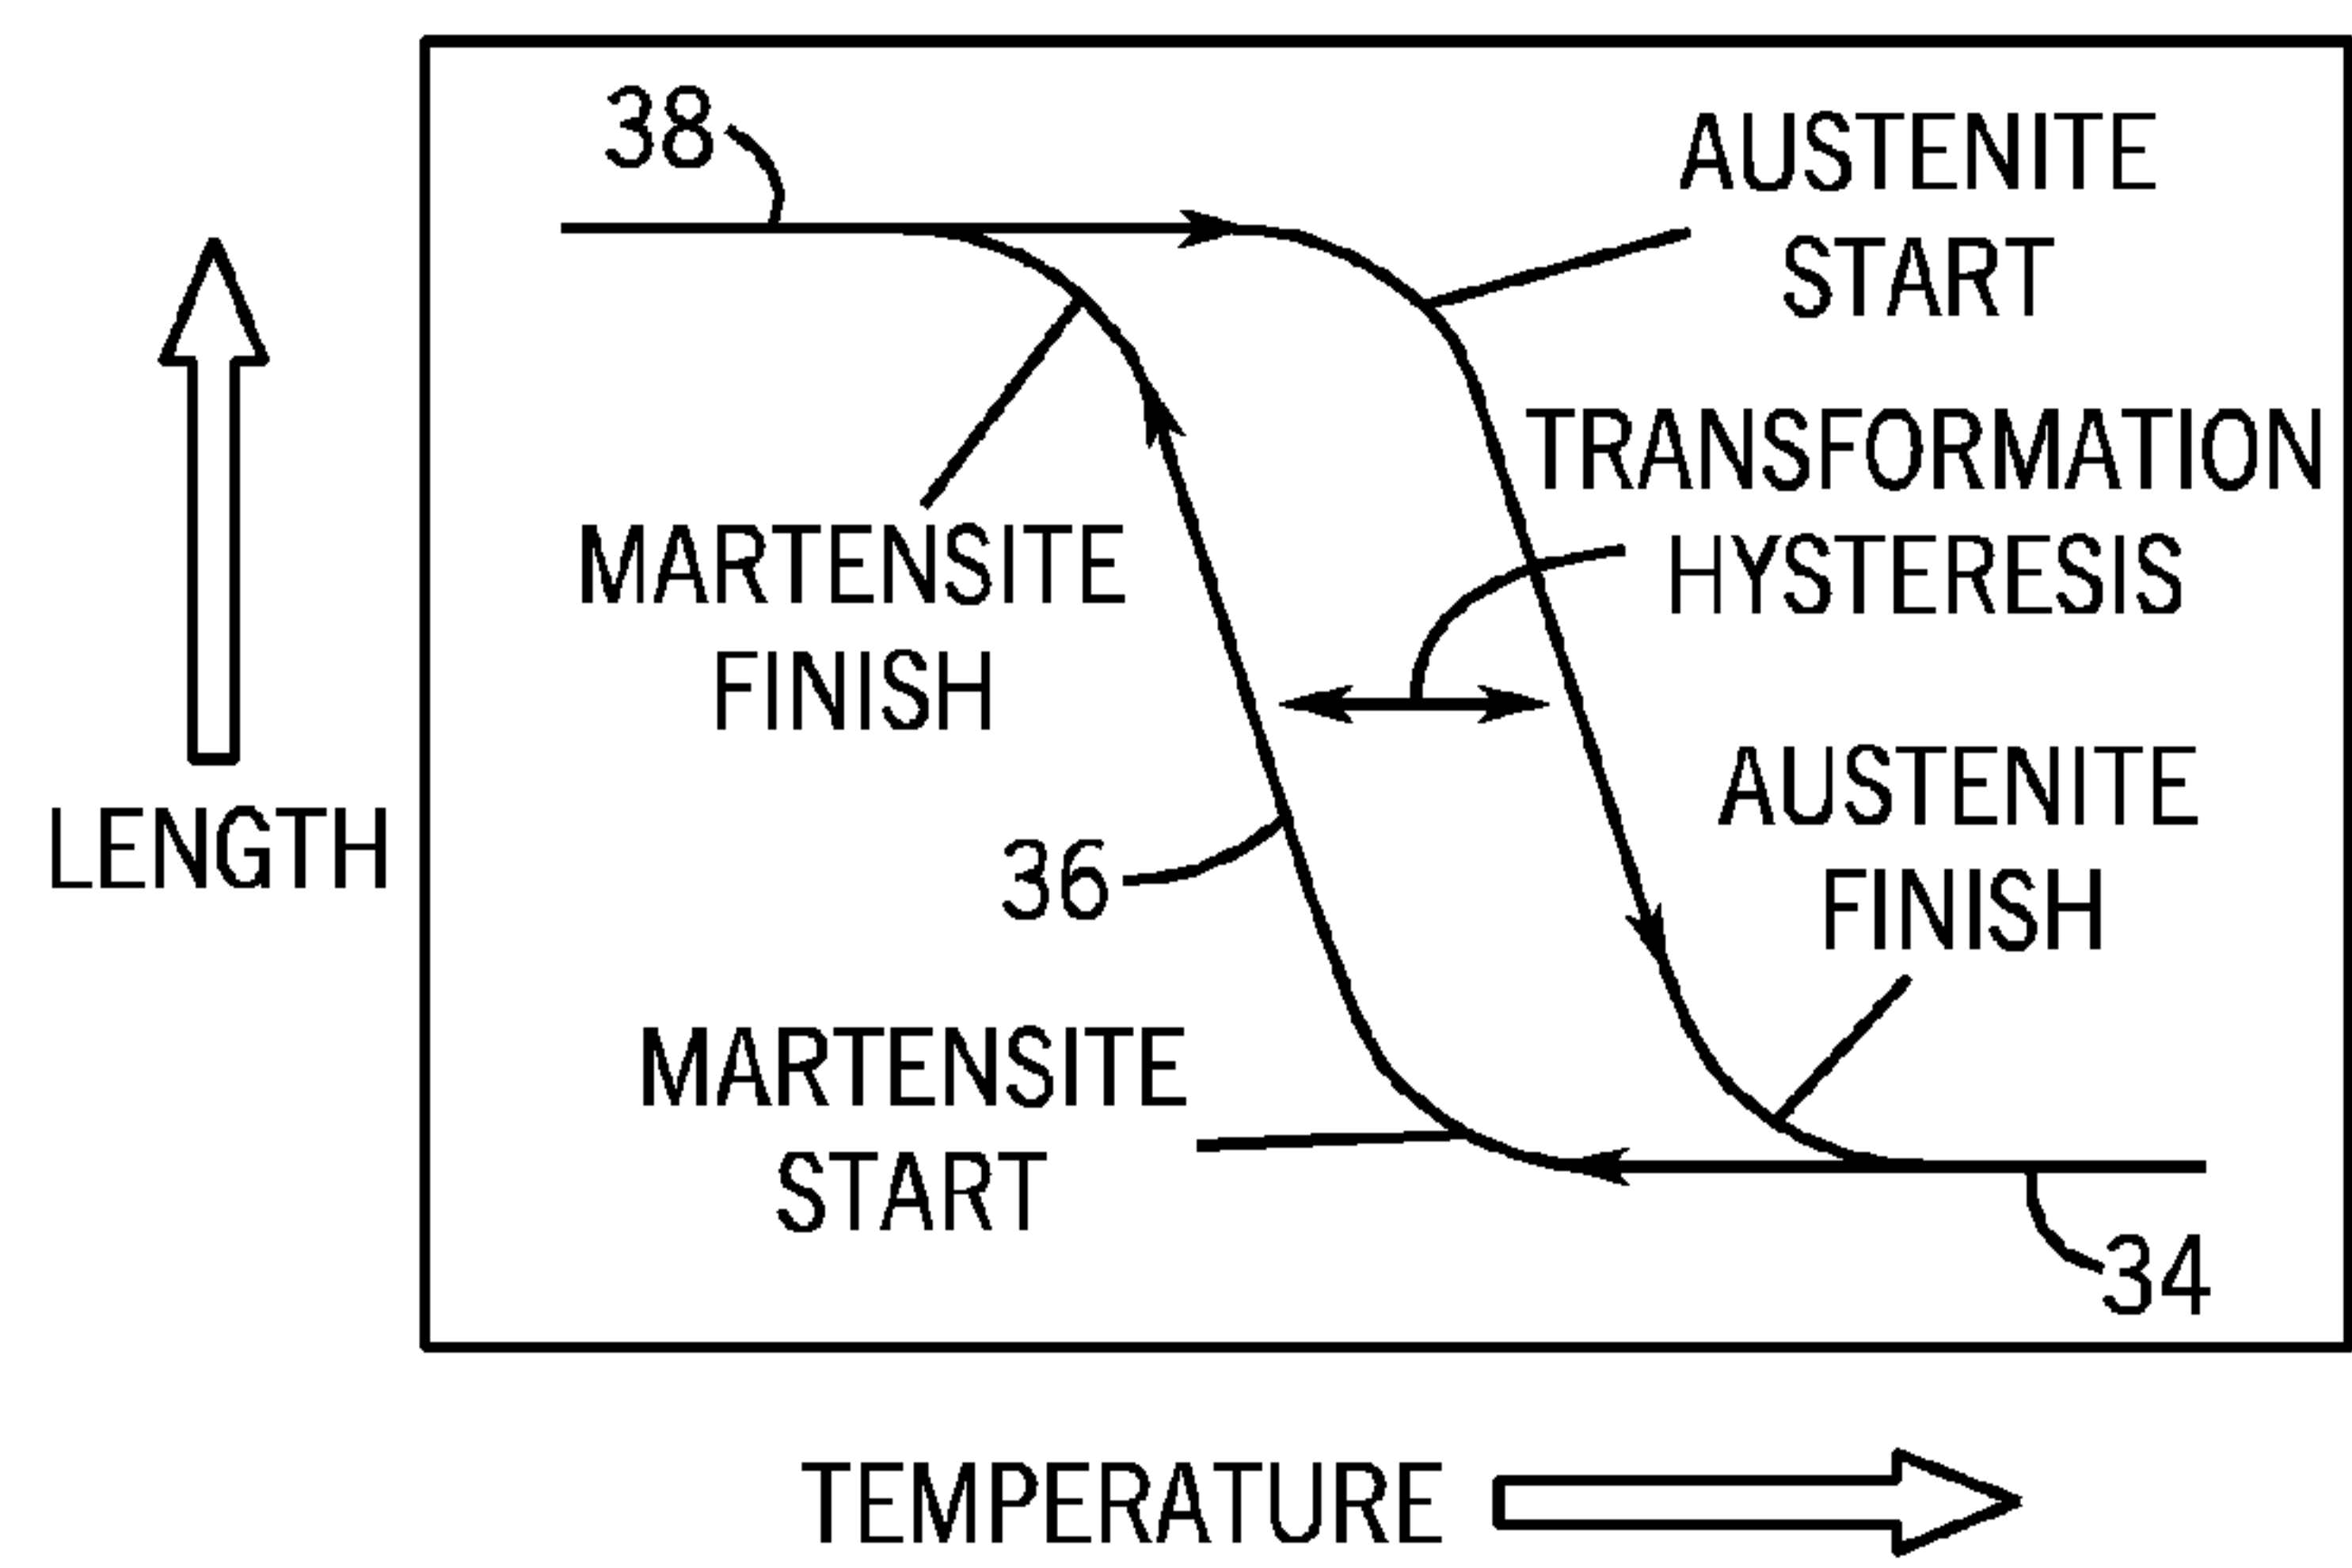 38
AUSTENITE
START
TRANSFORMATION
HYSTERESIS
MARTENSITE
FINISH
LENGTH
36
AUSTENITE
FINISH
MARTENSITE
START
34
TEMPERATURE